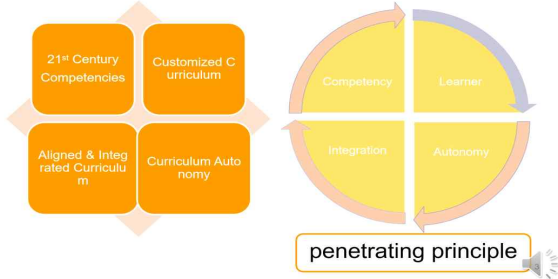 21st Century
Competencies
Customized C
urriculum
Aligned & Integ
rated Curriculu
m
Curriculum Auto
nomy
Competency
Learner
Integration
Autonomy
penetrating principle